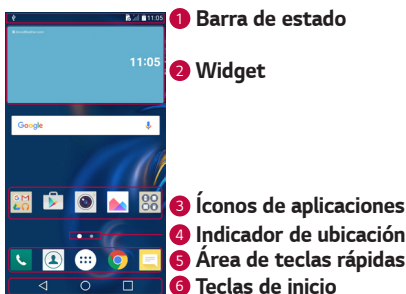 11:05
1 Barra de estado
11:05
2 Widget
Google
3 Íconos de aplicaciones
4 Indicador de ubicación
5 Área de teclas rápidas
6 Teclas de inicio